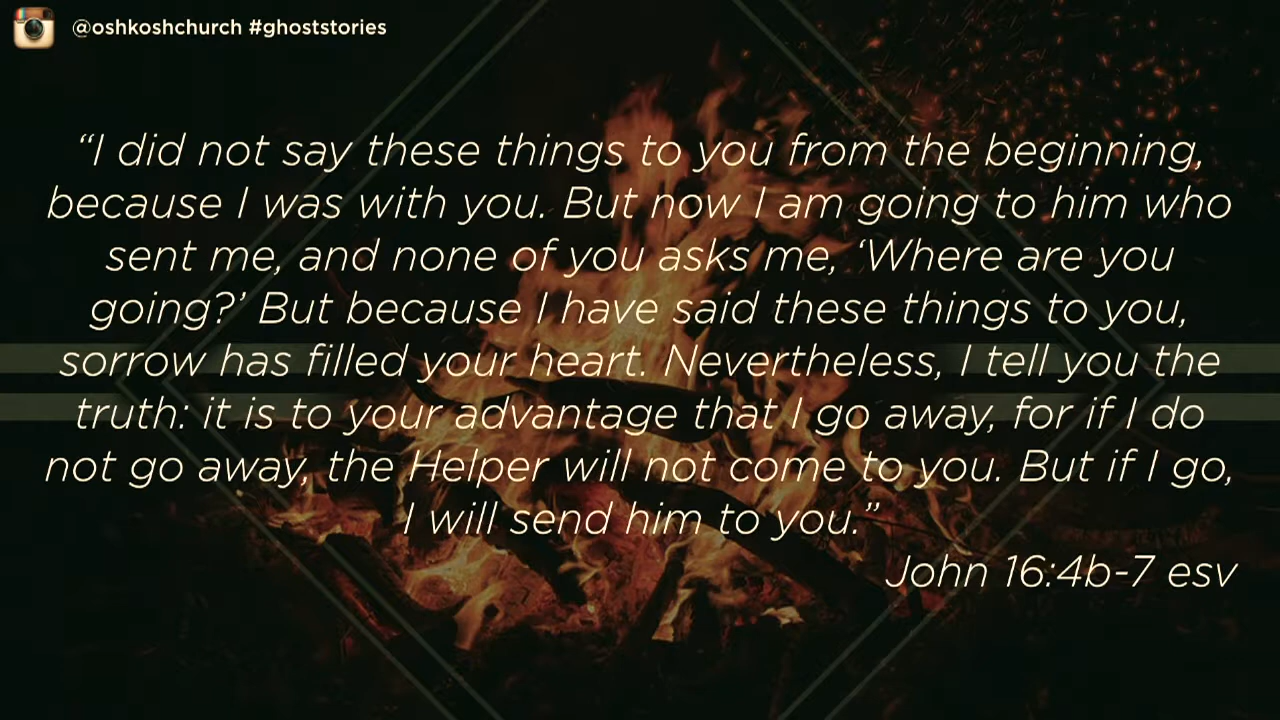 @oshkoshchurch #ghoststories
“I did not say these things to you from the beginning,
because I was with you. But now I am going to him who
sent me, and none of you asks me, ‘Where are you
going?’ But because I have said these things to you,
sorrow has filled your heart. Nevertheless, I tell you the
truth: it is to your advantage that I go away, for if I do
not go away, the Helper will not come to you. But if I go,
I will send him to you.”
John 16:4b-7 esv